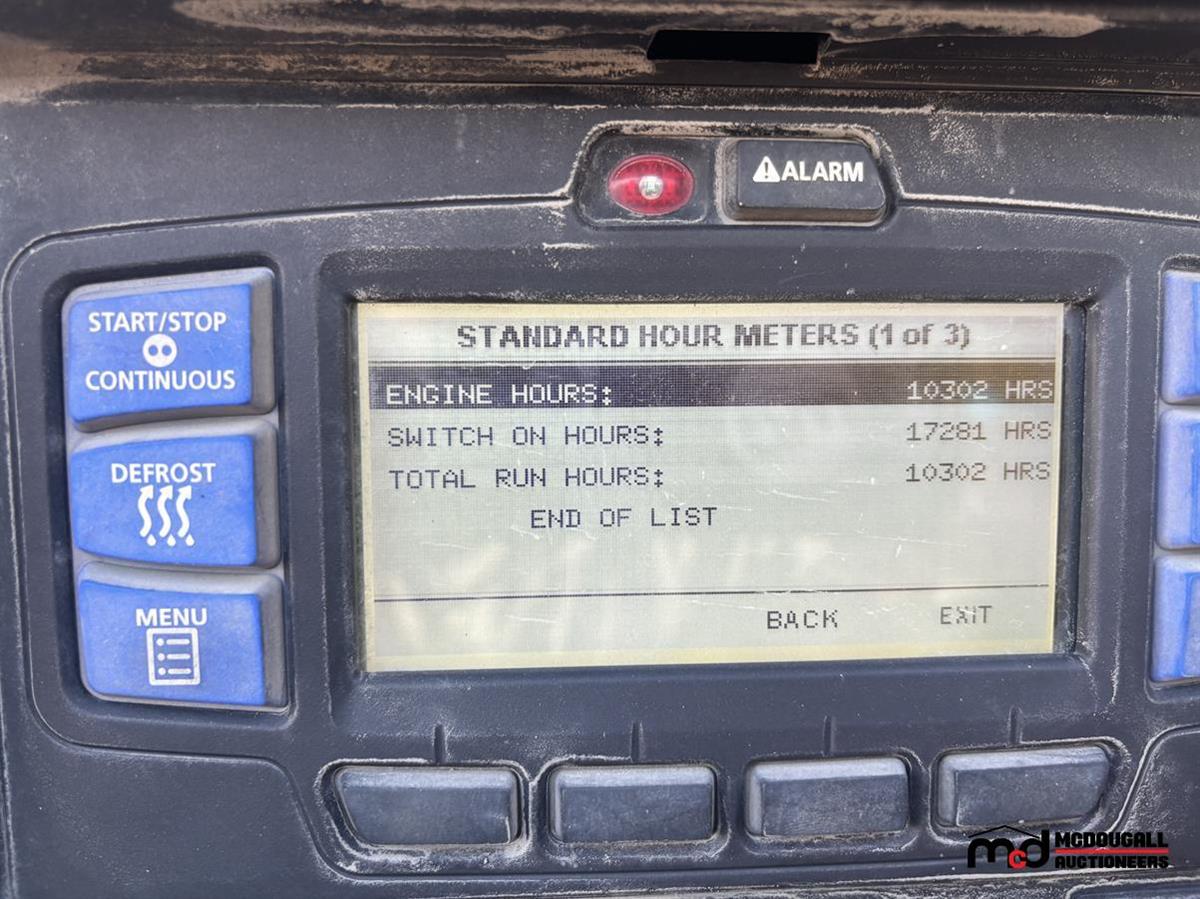 ALARM
START/STOP
CONTINUOUS
DEFROST
MENU
STANDARD HOUR METERS (1 of 3)
ENGINE HOURS: 10302 HRS
SWITCH ON HOURS: 17281 HRS
TOTAL RUN HOURS: 10302 HRS
END OF LIST
BACK EXIT
mcd MCDOUGALL
AUCTIONEERS